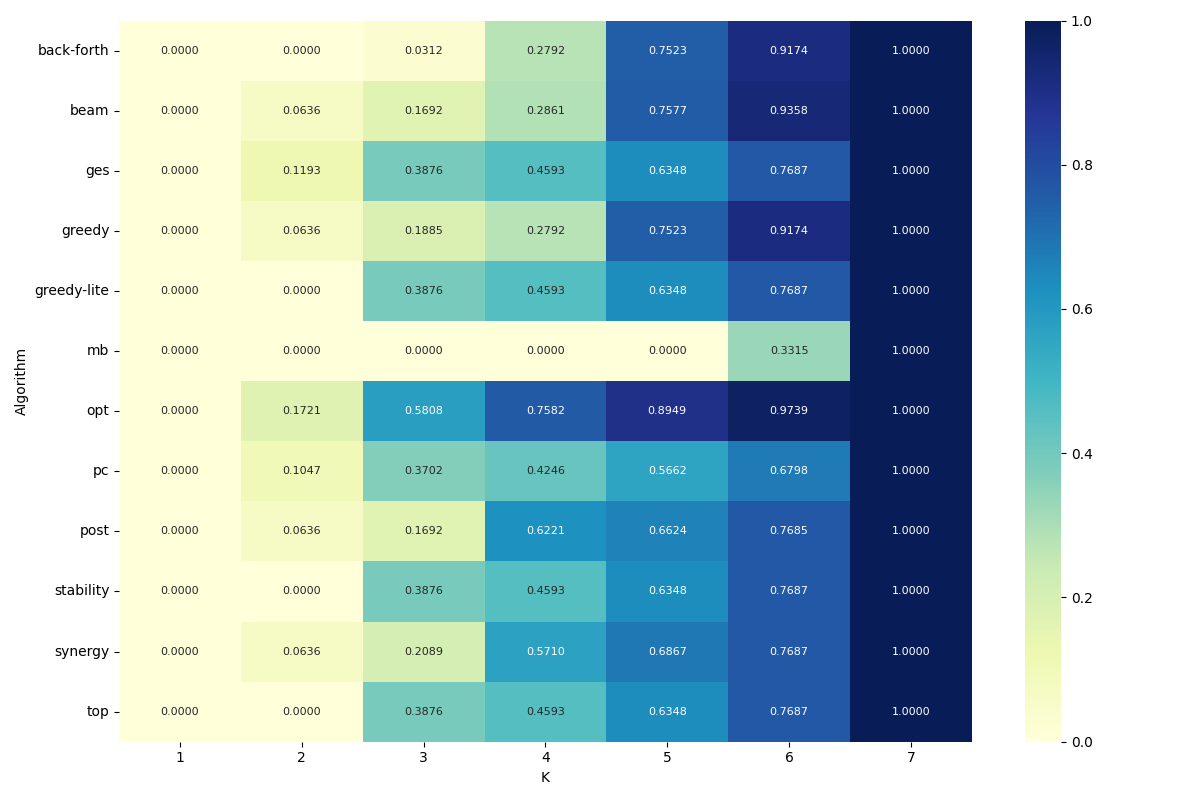 back-forth 0.0000 0.0000 0.0312 0.2792 0.7523 0.9174 1.0000
beam 0.0000 0.0636 0.1692 0.2861 0.7577 0.9358 1.0000
ges 0.0000 0.1193 0.3876 0.4593 0.6348 0.7687 1.0000
greedy 0.0000 0.0636 0.1885 0.2792 0.7523 0.9174 1.0000
greedy-lite 0.0000 0.0000 0.3876 0.4593 0.6348 0.7687 1.0000
mb 0.0000 0.0000 0.0000 0.0000 0.0000 0.3315 1.0000
opt 0.0000 0.1721 0.5808 0.7582 0.8949 0.9739 1.0000
pc 0.0000 0.1047 0.3702 0.4246 0.5662 0.6798 1.0000
post 0.0000 0.0636 0.1692 0.6221 0.6624 0.7685 1.0000
stability 0.0000 0.0000 0.3876 0.4593 0.6348 0.7687 1.0000
synergy 0.0000 0.0636 0.2089 0.5710 0.6867 0.7687 1.0000
top 0.0000 0.0000 0.3876 0.4593 0.6348 0.7687 1.0000
1 2 3 4 5 6 7
K
Algorithm
1.0
0.8
0.6
0.4
0.2
0.0